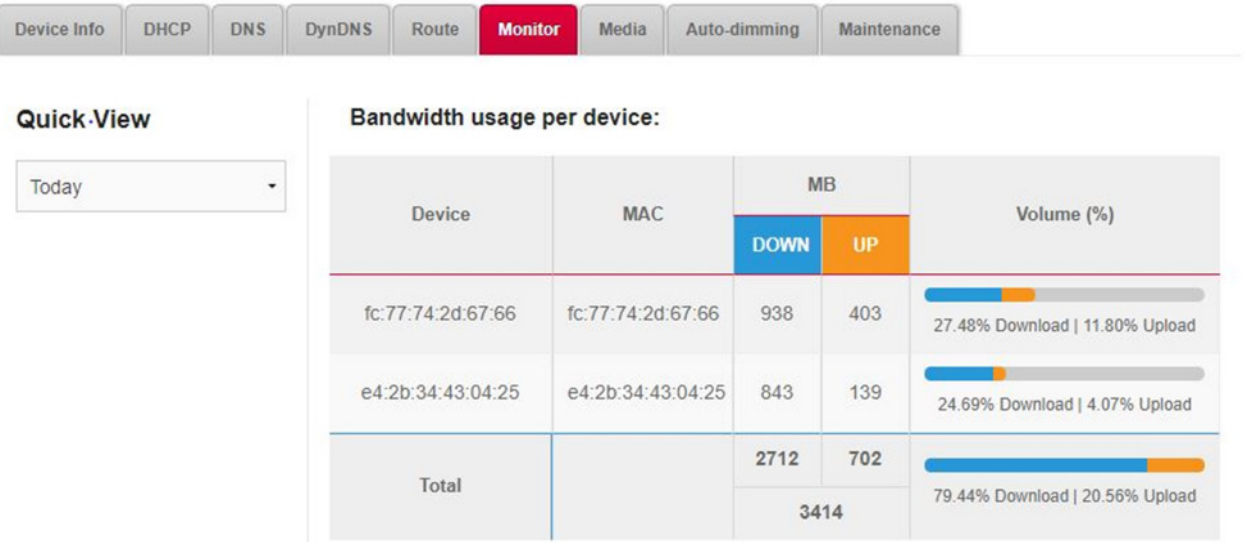 Device Info DHCP DNS DynDNS Route Monitor Media Auto-dimming Maintenance
Quick·View
Bandwidth usage per device:
Today
Device MAC MB Volume (%)
DOWN UP
fc:77:74:2d:67:66 fc:77:74:2d:67:66 938 403
27.48% Download | 11.80% Upload
e4:2b:34:43:04:25 e4:2b:34:43:04:25 843 139
24.69% Download | 4.07% Upload
Total 2712 702
79.44% Download | 20.56% Upload
3414